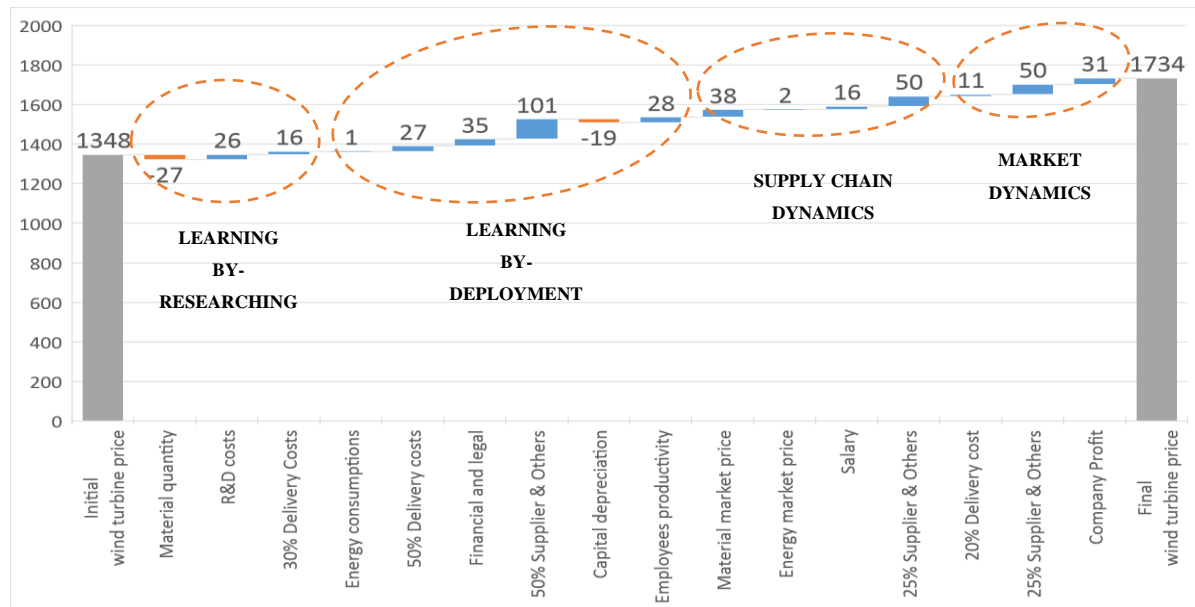 2000
1800
1600
1400
1200
1000
800
600
400
200
0
1348
-27
26
16
1
27
35
101
-19
28
38
2
16
50
11
50
31
1734
LEARNING
BY-
RESEARCHING
LEARNING
BY-
DEPLOYMENT
SUPPLY CHAIN
DYNAMICS
MARKET
DYNAMICS
Initial
wind turbine price
Material quantity
R&D costs
30% Delivery Costs
Energy consumptions
50% Delivery costs
Financial and legal
50% Supplier & Others
Capital depreciation
Employees productivity
Material market price
Energy market price
Salary
25% Supplier & Others
20% Delivery cost
25% Supplier & Others
Company Profit
Final
wind turbine price